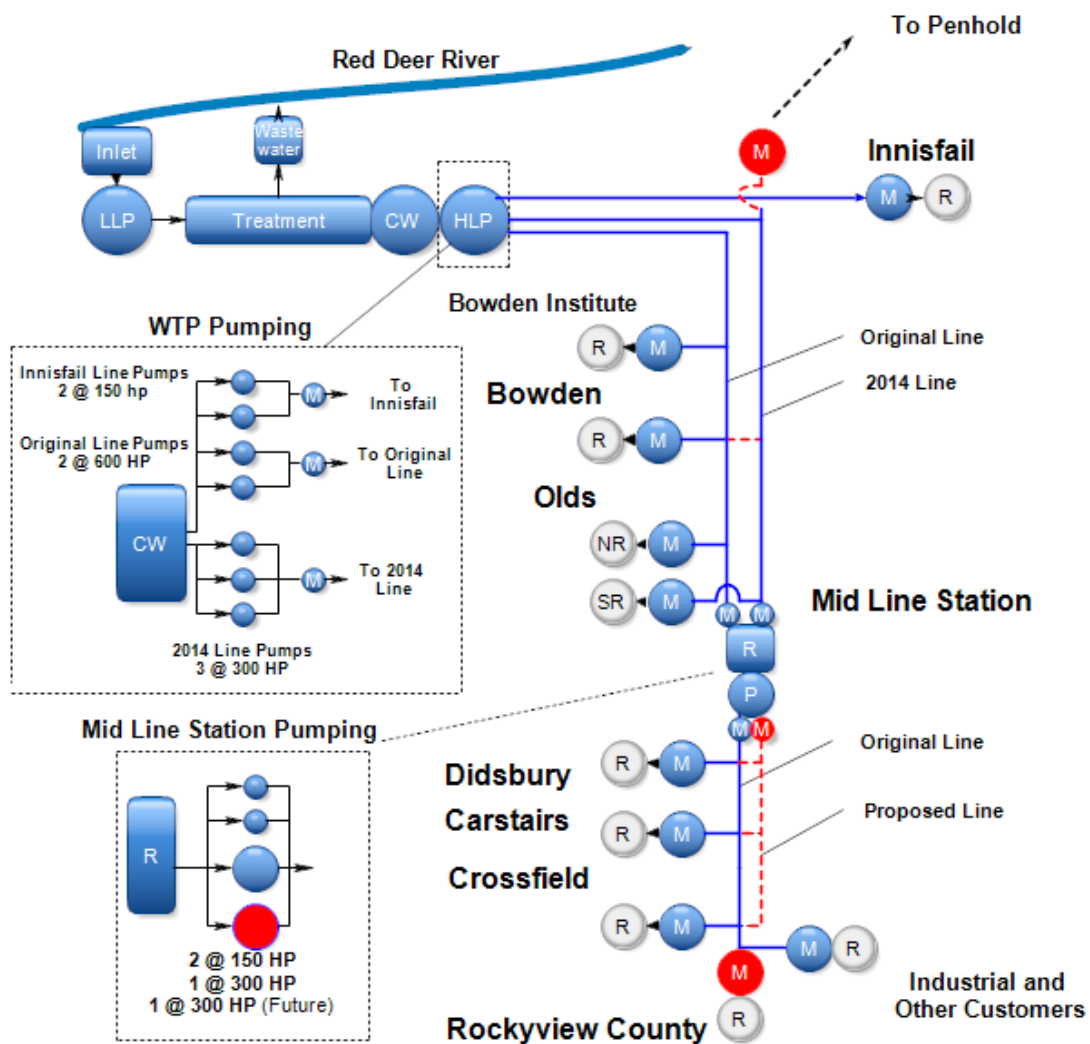 To Penhold
Red Deer River
Inlet
Waste
water
M
Innisfail
LLP
Treatment
CW
HLP
M
R
Bowden Institute
R
M
Original Line
2014 Line
Bowden
R
M
Olds
NR
M
SR
M
M
M
Mid Line Station
R
P
M
M
WTP Pumping
Innisfail Line Pumps
2 @ 150 hp
M
To
Innisfail
Original Line Pumps
2 @ 600 HP
M
To Original
Line
CW
M
To 2014
Line
2014 Line Pumps
3 @ 300 HP
Mid Line Station Pumping
R
2 @ 150 HP
1 @ 300 HP
1 @ 300 HP (Future)
Original Line
Proposed Line
Didsbury
R
M
Carstairs
R
M
Crossfield
R
M
M
R
Industrial and
Other Customers
M
Rockyview County
R